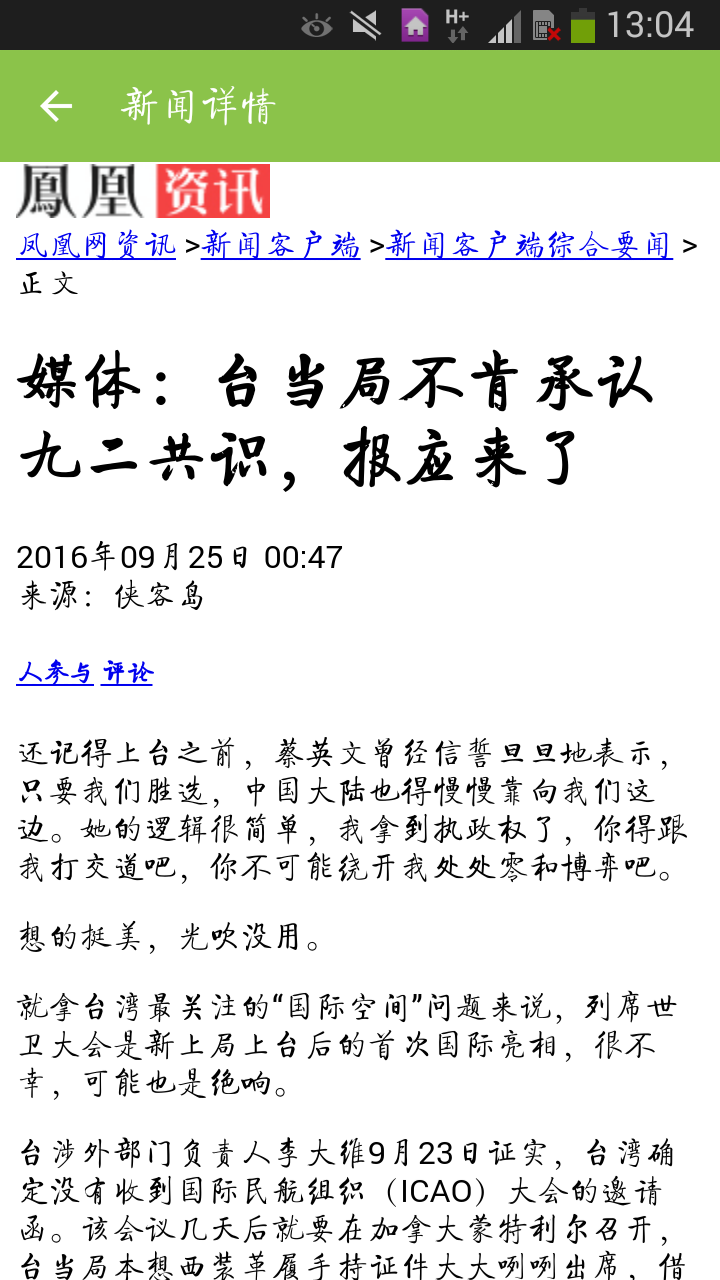 H+
13:04
新闻详情
鳳凰 资讯
凤凰网资讯 >新闻客户端 >新闻客户端综合要闻 >
正文
媒体：台当局不肯承认
九二共识，报应来了
2016年09月25日 00:47
来源：侠客岛
人参与 评论
还记得上台之前，蔡英文曾经信誓旦旦地表示，
只要我们胜选，中国大陆也得慢慢靠向我们这
边。她的逻辑很简单，我拿到执政权了，你得跟
我打交道吧，你不可能绕开我处处零和博弈吧。
想的挺美，光吹没用。
就拿台湾最关注的“国际空间”问题来说，列席世
卫大会是新上局上台后的首次国际亮相，很不
幸，可能也是绝响。
台涉外部门负责人李大维9月23日证实，台湾确
定没有收到国际民航组织（ICAO）大会的邀请
函。该会议几天后就要在加拿大蒙特利尔召开，
台当局本想西装革履手持证件大大咧咧出席，借